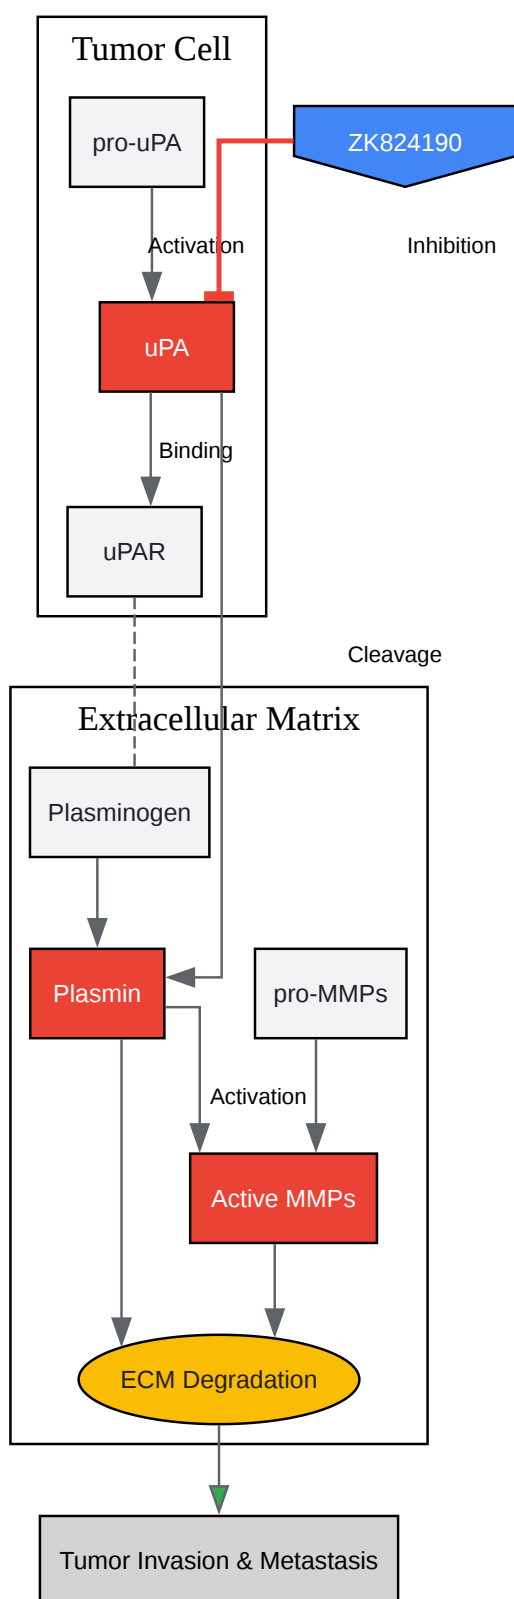 Tumor Cell
pro-uPA
ZK824190
Activation
Inhibition
uPA
Binding
uPAR
Cleavage
Extracellular Matrix
Plasminogen
Plasmin
pro-MMPs
Activation
Active MMPs
ECM Degradation
Tumor Invasion & Metastasis